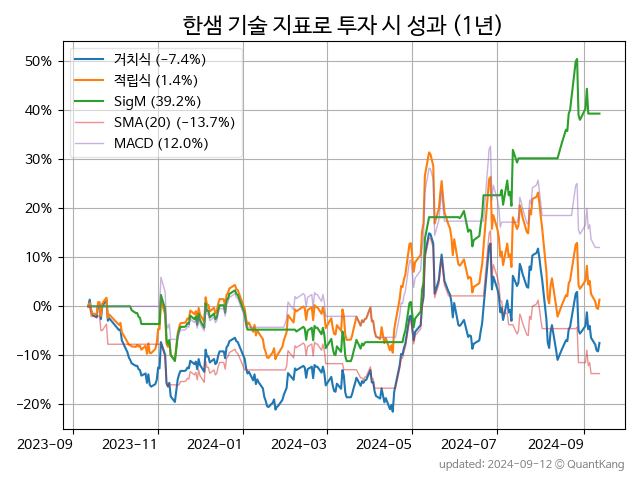 한샘 기술 지표로 투자 시 성과 (1년)
거치식 (-7.4%)
적립식 (1.4%)
SigM (39.2%)
SMA(20) (-13.7%)
MACD (12.0%)
50%
40%
30%
20%
10%
0%
-10%
-20%
2023-09 2023-11 2024-01 2024-03 2024-05 2024-07 2024-09
updated: 2024-09-12 © QuantKang